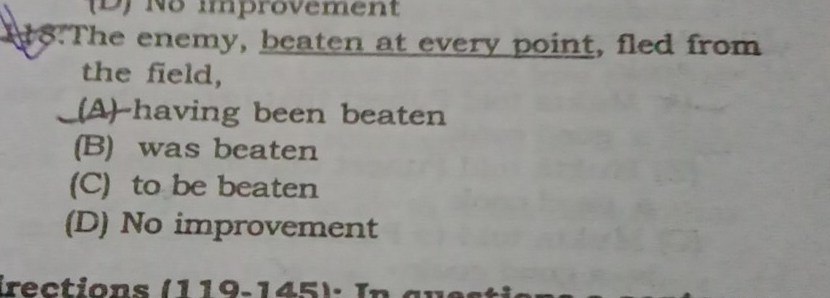 (D) No improvement
118. The enemy, beaten at every point, fled from
the field,
(A) having been beaten
(B) was beaten
(C) to be beaten
(D) No improvement
irections (119-145): In questions